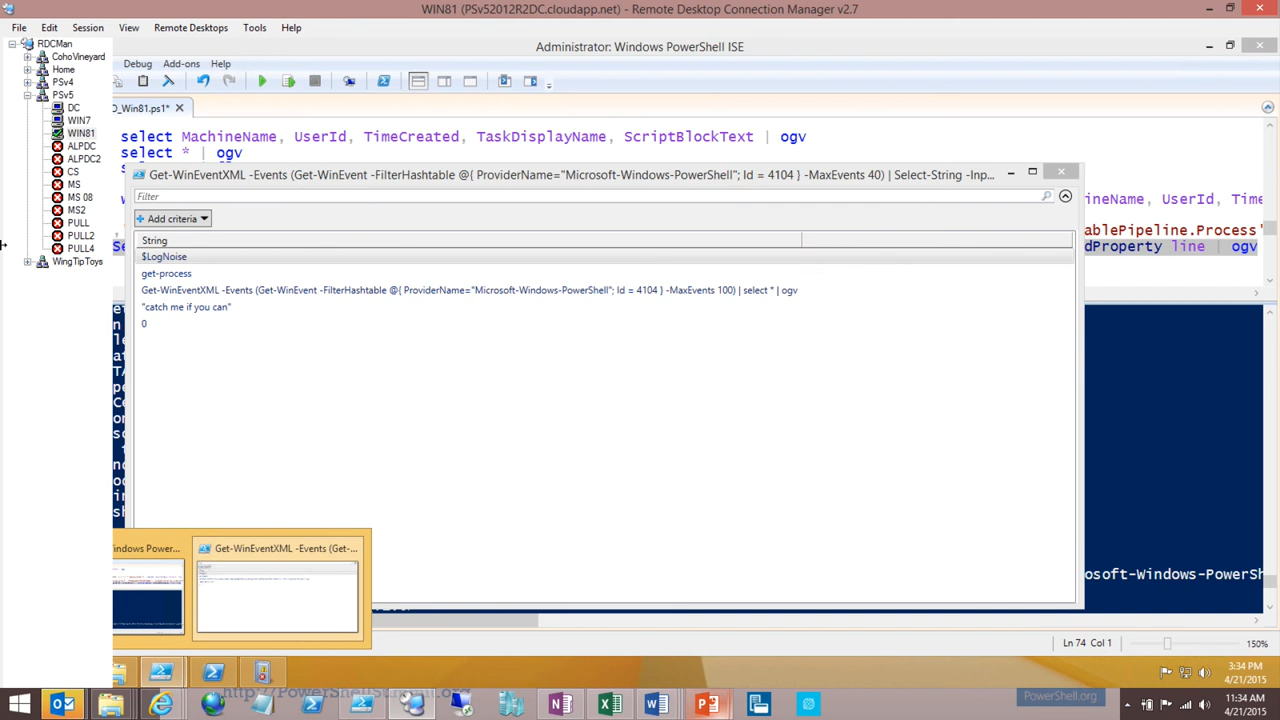 WIN81 (PSv52012R2DC.cloudapp.net) - Remote Desktop Connection Manager v2.7
File Edit Session View Remote Desktops Tools Help
RDCMan
CohoVineyard
Home
PSv4
PSv5
DC
WIN7
WIN81
ALPDC
ALPDC2
CS
MS
MS 08
MS2
PULL
PULL2
PULL4
WingTipToys
Administrator: Windows PowerShell ISE
Debug Add-ons Help
O_Win81.ps1*
select MachineName, UserId, TimeCreated, TaskDisplayName, ScriptBlockText | ogv
select * | ogv
Get-WinEventXML -Events (Get-WinEvent -FilterHashtable @{ ProviderName="Microsoft-Windows-PowerShell"; Id = 4104 } -MaxEvents 40) | Select-String -Inp...
Filter
Add criteria
String
$LogNoise
get-process
Get-WinEventXML -Events (Get-WinEvent -FilterHashtable @{ ProviderName="Microsoft-Windows-PowerShell"; Id = 4104 } -MaxEvents 100) | select * | ogv
"catch me if you can"
0
neName, UserId, Time
ablePipeline.Process'
dProperty line | ogv
osoft-Windows-PowerSh
indows Power...
Get-WinEventXML -Events (Get-...
Ln 74 Col 1
150%
3:34 PM
4/21/2015
PowerShell.org
11:34 AM
4/21/2015